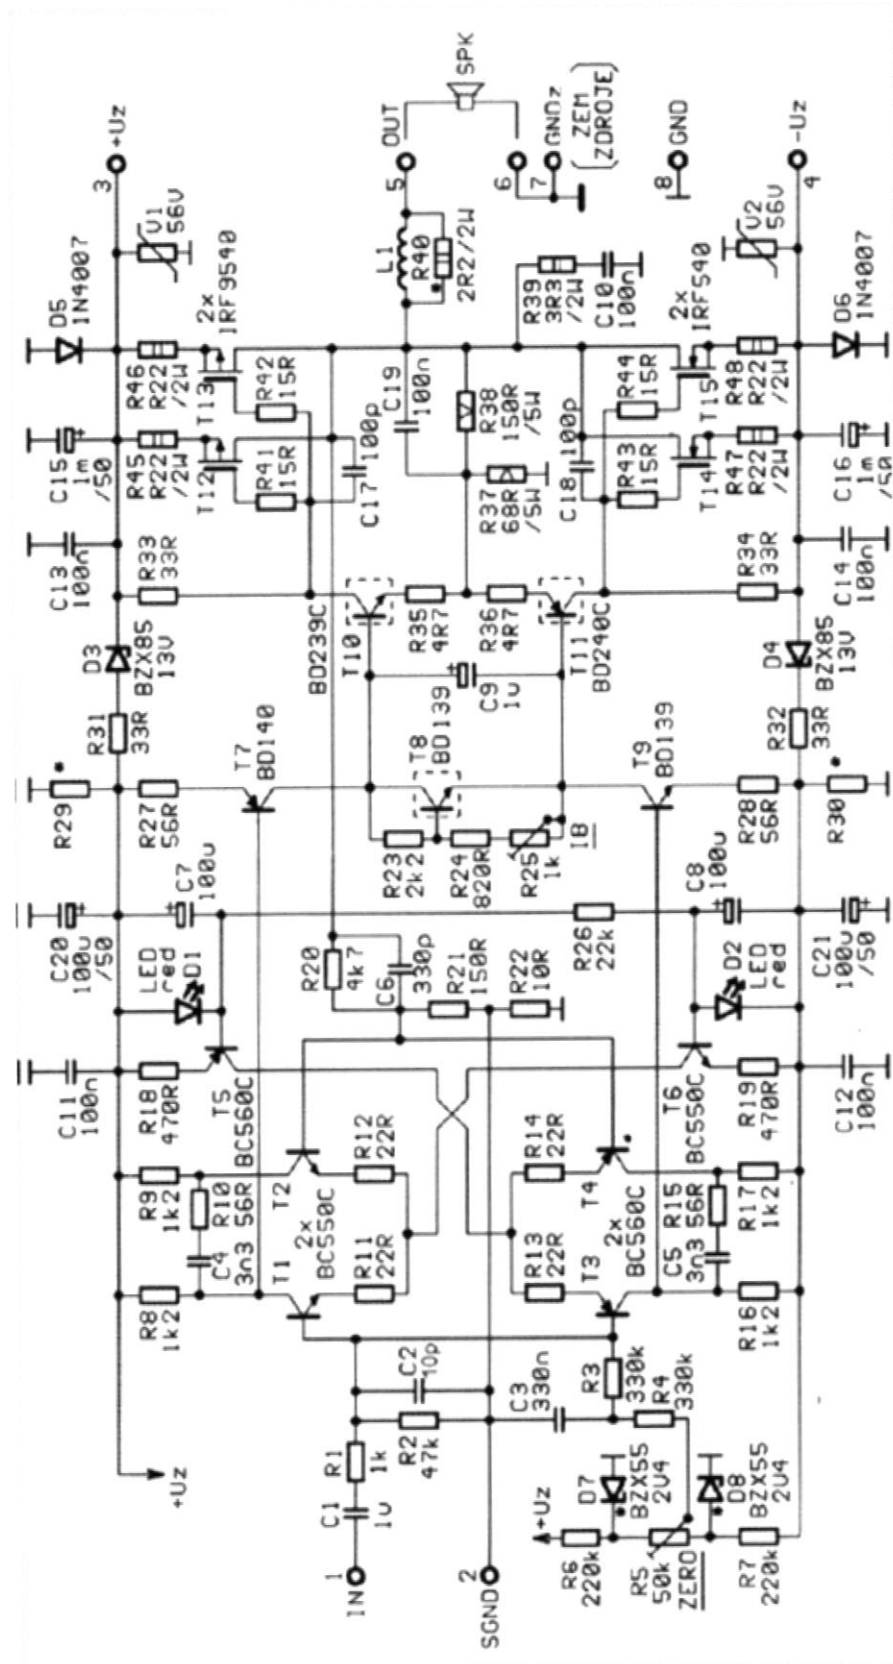 +Uz
R8
1k2
R9
1k2
C11
100n
R18
470R
C20
100u
/50
LED
red
D1
C7
100u
R29
R27
56R
R31
33R
D3
BZX85
13V
C13
100n
R33
33R
C15
1m
/50
R45
R22
/2W
R46
R22
/2W
D5
1N4007
V1
56V
3
+Uz
C4
3n3
R10
56R
T5
BC560C
T7
BD140
T12
T13
2x
IRF9540
R41
15R
R42
15R
T1
T2
2x
BC550C
R11
22R
R12
22R
BD239C
T10
C17
100p
IN
1
C1
1u
R1
1k
R2
47k
C2
10p
R20
4k7
C6
330p
R21
150R
R22
10R
R23
2k2
T8
BD139
R24
820R
R25
1k
IB
C9
1u
R35
4R7
R36
4R7
C19
100n
R37
68R
/5W
R38
150R
/5W
L1
R40
2R2/2W
5
OUT
SPK
6
7
GNDz
(ZEM
ZDROJE)
R39
3R3
/2W
C10
100n
SGND
2
C3
330n
R13
22R
R14
22R
T3
T4
2x
BC560C
R26
22k
T11
BD240C
C18
100p
R43
15R
R44
15R
T14
T15
2x
IRF540
8
GND
+Uz
R6
220k
D7
BZX55
2V4
R3
330k
R4
330k
R5
50k
ZERO
D8
BZX55
2V4
R7
220k
C5
3n3
R15
56R
T6
BC550C
T9
BD139
R16
1k2
R17
1k2
R19
470R
C12
100n
D2
LED
red
C8
100u
C21
100u
/50
R28
56R
R30
R32
33R
D4
BZX85
13V
R34
33R
C14
100n
R47
R22
/2W
R48
R22
/2W
C16
1m
/50
D6
1N4007
V2
56V
4
-Uz